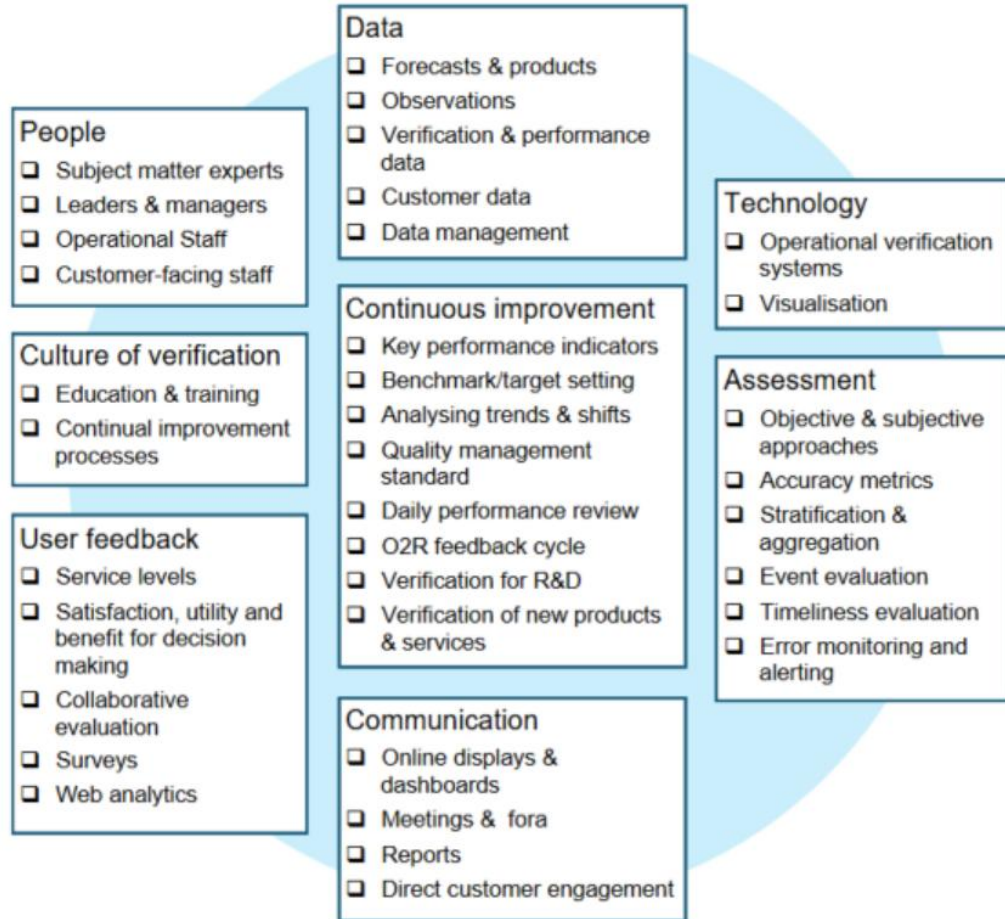 Data
❑ Forecasts & products
❑ Observations
❑ Verification & performance
data
❑ Customer data
❑ Data management
People
❑ Subject matter experts
❑ Leaders & managers
❑ Operational Staff
❑ Customer-facing staff
Technology
❑ Operational verification
systems
❑ Visualisation
Continuous improvement
❑ Key performance indicators
❑ Benchmark/target setting
❑ Analysing trends & shifts
❑ Quality management
standard
❑ Daily performance review
❑ O2R feedback cycle
❑ Verification for R&D
❑ Verification of new products
& services
Culture of verification
❑ Education & training
❑ Continual improvement
processes
Assessment
❑ Objective & subjective
approaches
❑ Accuracy metrics
❑ Stratification &
aggregation
❑ Event evaluation
❑ Timeliness evaluation
❑ Error monitoring and
alerting
User feedback
❑ Service levels
❑ Satisfaction, utility and
benefit for decision
making
❑ Collaborative
evaluation
❑ Surveys
❑ Web analytics
Communication
❑ Online displays &
dashboards
❑ Meetings & fora
❑ Reports
❑ Direct customer engagement